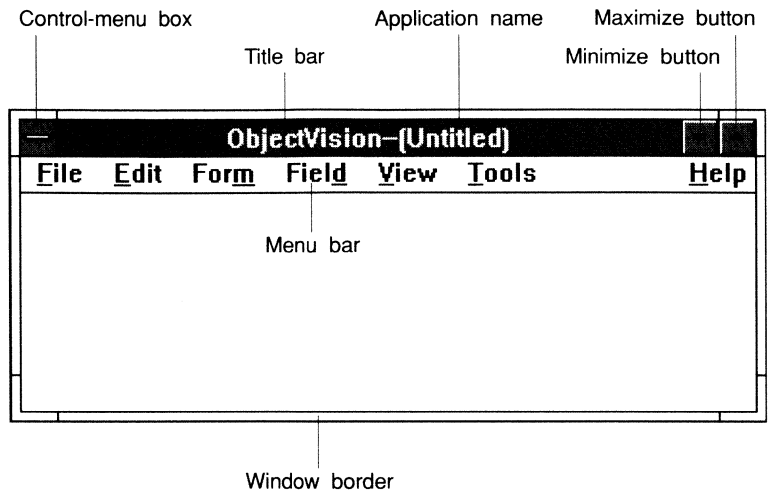 Control-menu box Application name Maximize button
Title bar Minimize button
ObjectVision–(Untitled)
File Edit Form Field View Tools Help
Menu bar
Window border